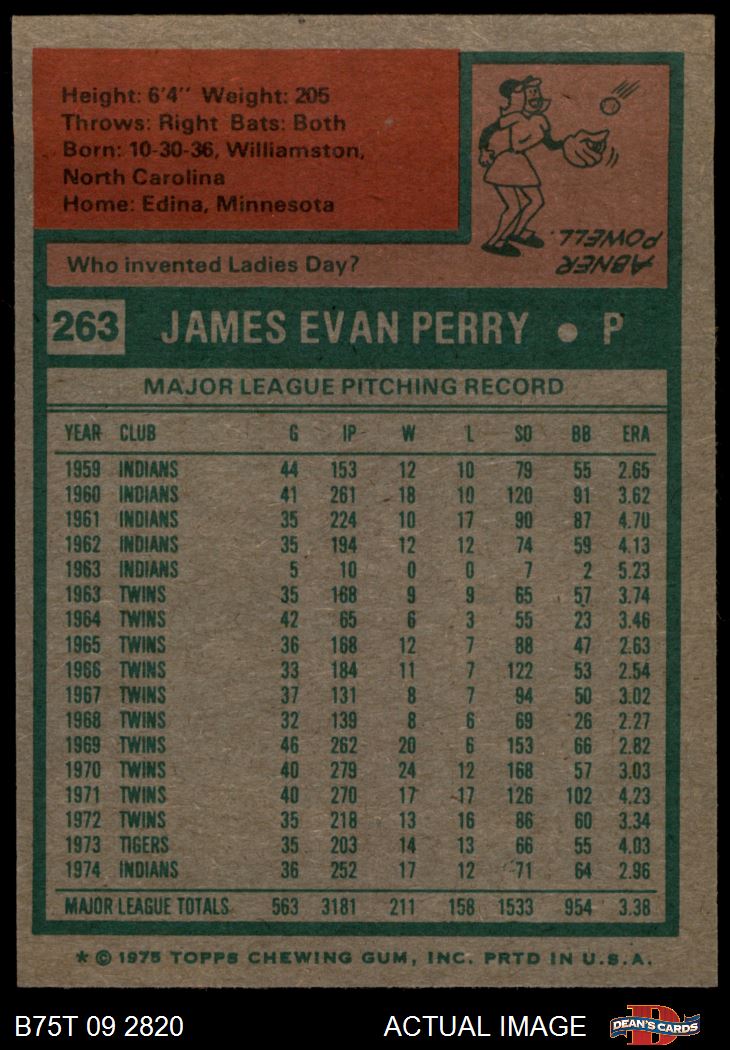 Height: 6'4" Weight: 205
Throws: Right Bats: Both
Born: 10-30-36, Williamston,
North Carolina
Home: Edina, Minnesota
ABNER
POWELL.
Who invented Ladies Day?
263 JAMES EVAN PERRY ● P
MAJOR LEAGUE PITCHING RECORD
YEAR CLUB G IP W L SO BB ERA
1959 INDIANS 44 153 12 10 79 55 2.65
1960 INDIANS 41 261 18 10 120 91 3.62
1961 INDIANS 35 224 10 17 90 87 4.70
1962 INDIANS 35 194 12 12 74 59 4.13
1963 INDIANS 5 10 0 0 7 2 5.23
1963 TWINS 35 168 9 9 65 57 3.74
1964 TWINS 42 65 6 3 55 23 3.46
1965 TWINS 36 168 12 7 88 47 2.63
1966 TWINS 33 184 11 7 122 53 2.54
1967 TWINS 37 131 8 7 94 50 3.02
1968 TWINS 32 139 8 6 69 26 2.27
1969 TWINS 46 262 20 6 153 66 2.82
1970 TWINS 40 279 24 12 168 57 3.03
1971 TWINS 40 270 17 17 126 102 4.23
1972 TWINS 35 218 13 16 86 60 3.34
1973 TIGERS 35 203 14 13 66 55 4.03
1974 INDIANS 36 252 17 12 71 64 2.96
MAJOR LEAGUE TOTALS 563 3181 211 158 1533 954 3.38
* © 1975 TOPPS CHEWING GUM, INC. PRTD IN U.S.A.
B75T 09 2820 ACTUAL IMAGE
D
DEAN'S CARDS